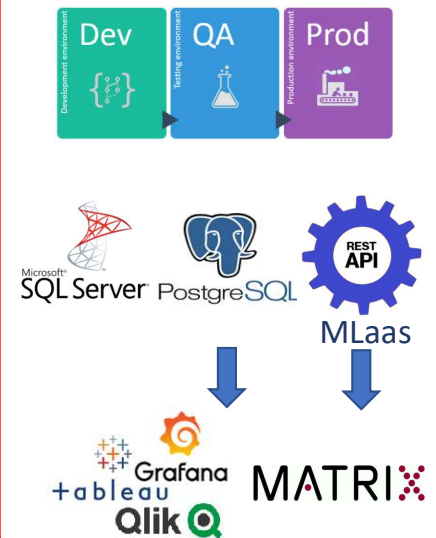 Development environment
Dev
Testing environment
QA
Production environment
Prod
Microsoft®
SQL Server®
PostgreSQL
REST
API
MLaas
Grafana
+ableau
Qlik
MATRIX